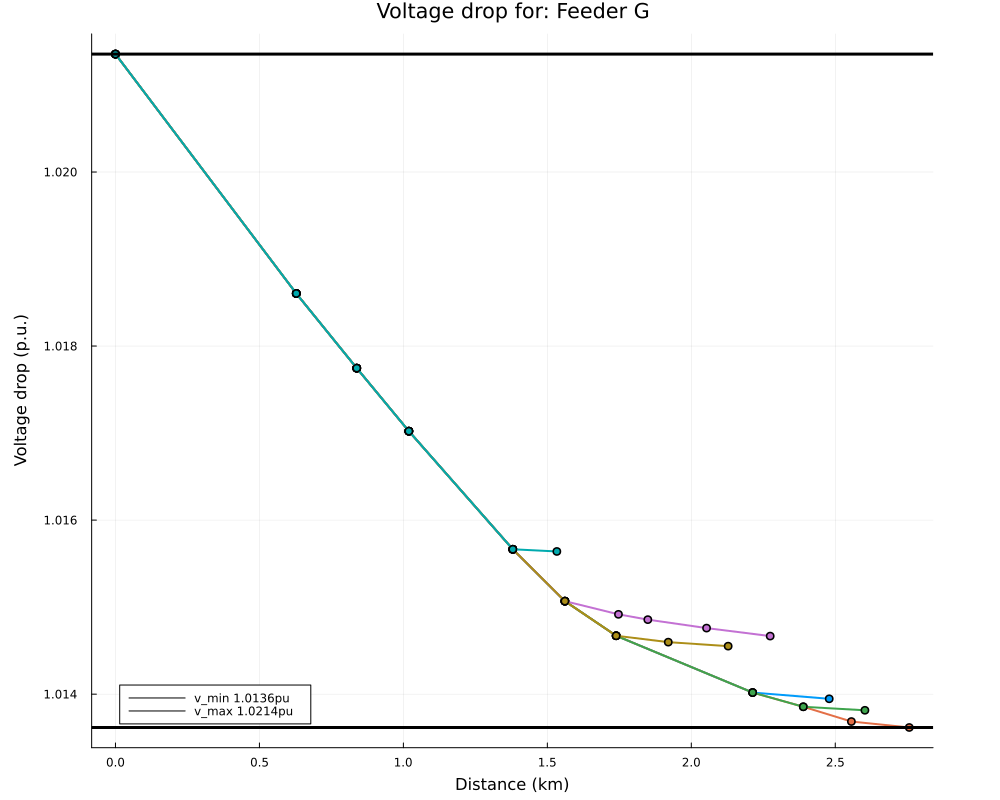 Voltage drop for: Feeder G
Voltage drop (p.u.)
1.020
1.018
1.016
1.014
v_min 1.0136pu
v_max 1.0214pu
0.0 0.5 1.0 1.5 2.0 2.5
Distance (km)